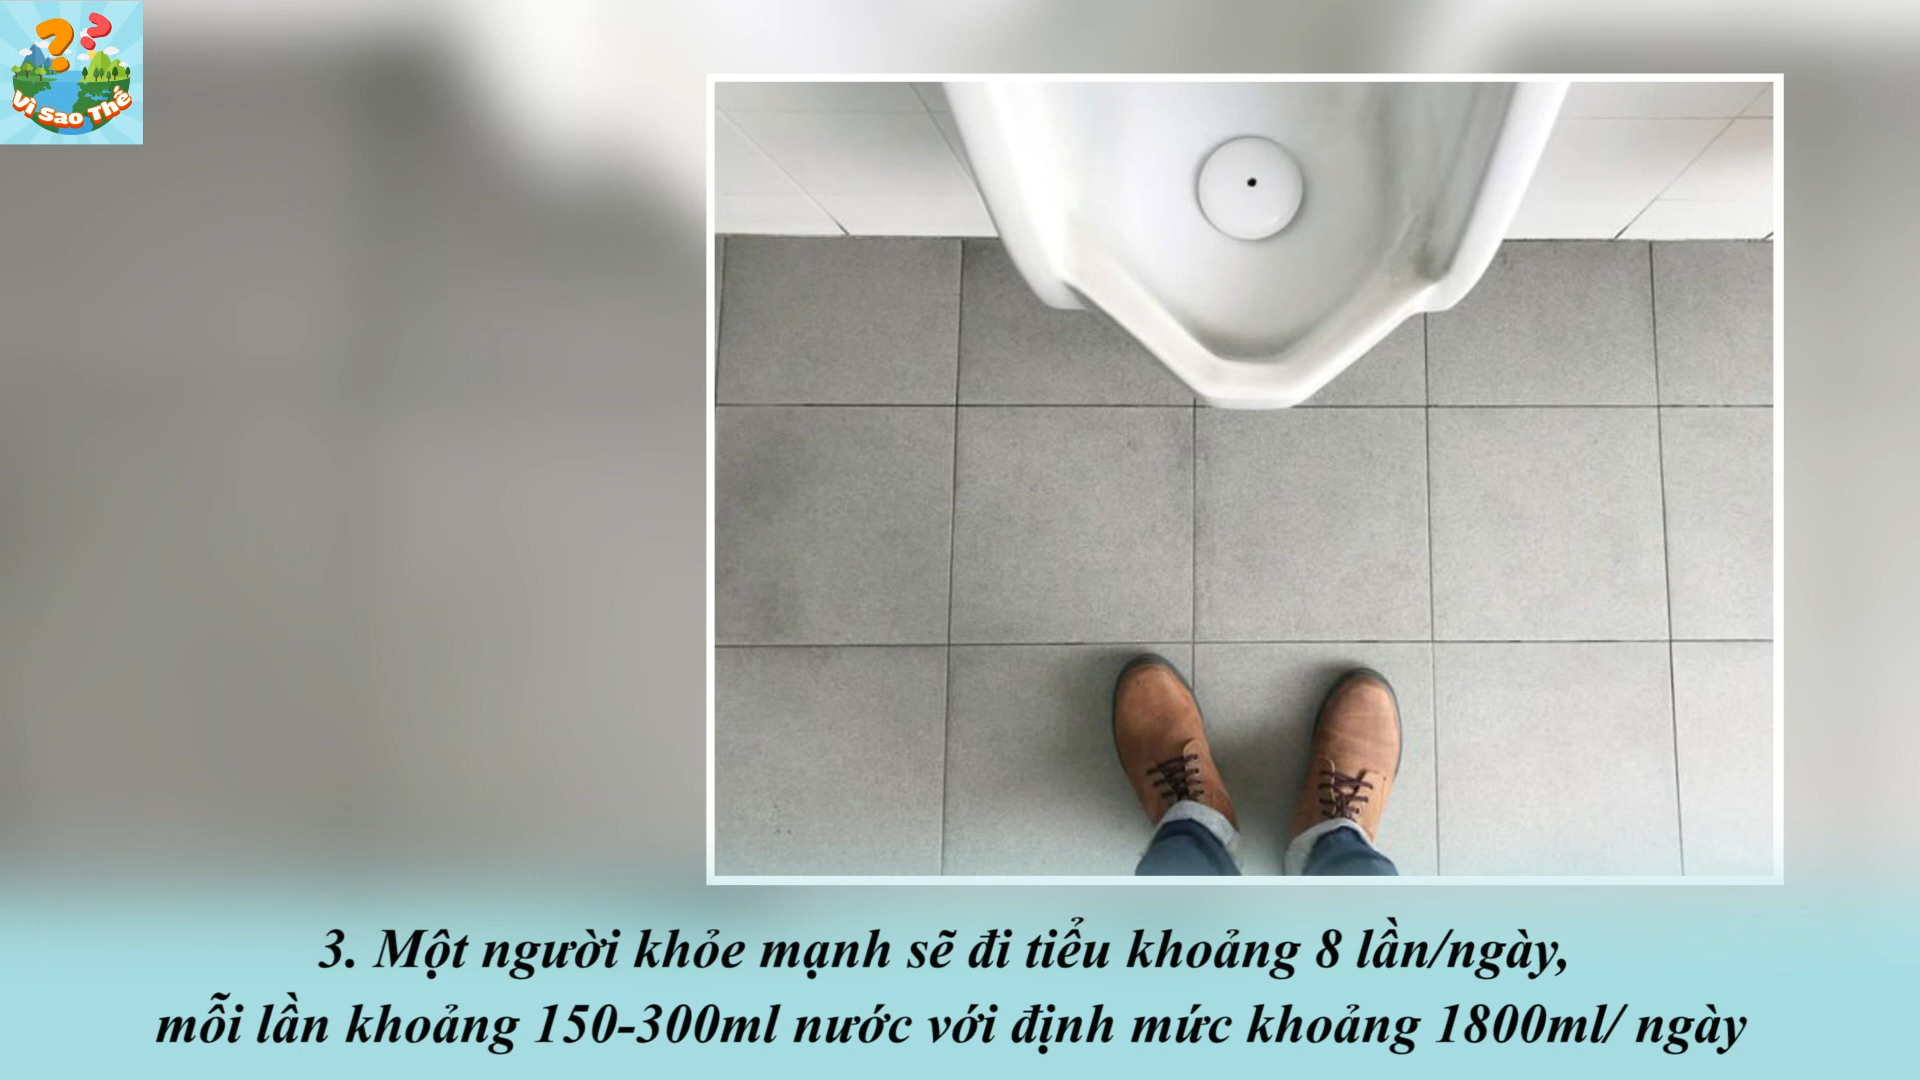 ? ?
Vì Sao Thế
3. Một người khỏe mạnh sẽ đi tiểu khoảng 8 lần/ngày,
mỗi lần khoảng 150-300ml nước với định mức khoảng 1800ml/ ngày